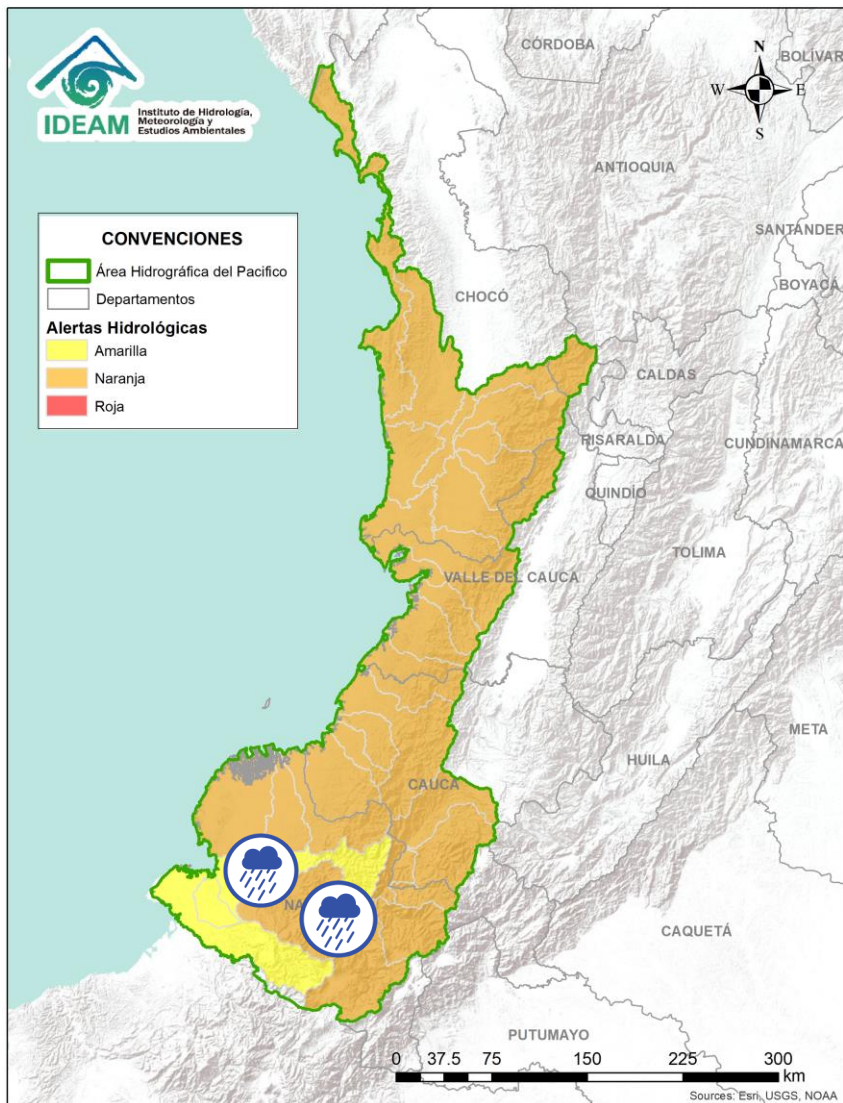 IDEAM
Instituto de Hidrología,
Meteorología y
Estudios Ambientales
CÓRDOBA
BOLÍVAR
N
W
E
S
ANTIOQUIA
SANTANDER
BOYACÁ
CONVENCIONES
Área Hidrográfica del Pacifico
Departamentos
Alertas Hidrológicas
Amarilla
Naranja
Roja
CHOCÓ
CALDAS
RISARALDA
CUNDINAMARCA
QUINDÍO
TOLIMA
VALLE DEL CAUCA
META
HUILA
CAUCA
CAQUETÁ
PUTUMAYO
0 37.5 75 150 225 300
km
Sources: Esri, USGS, NOAA